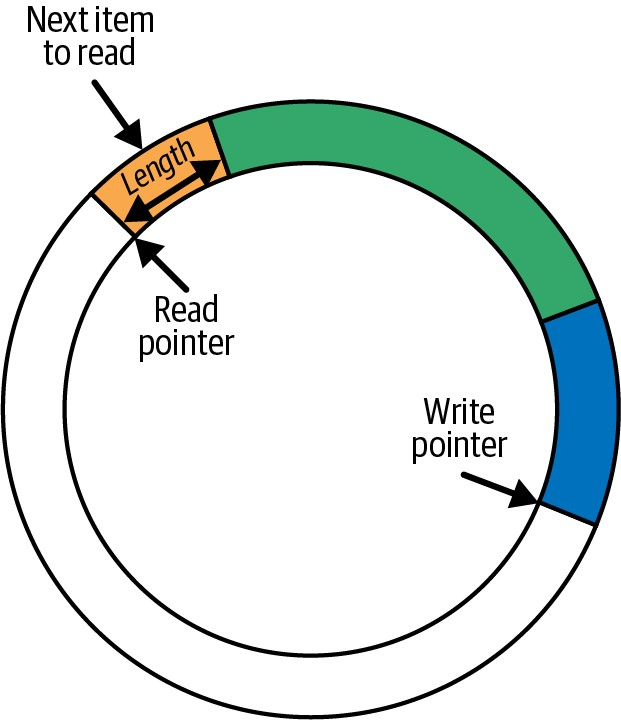 Next item
to read
Length
Read
pointer
Write
pointer